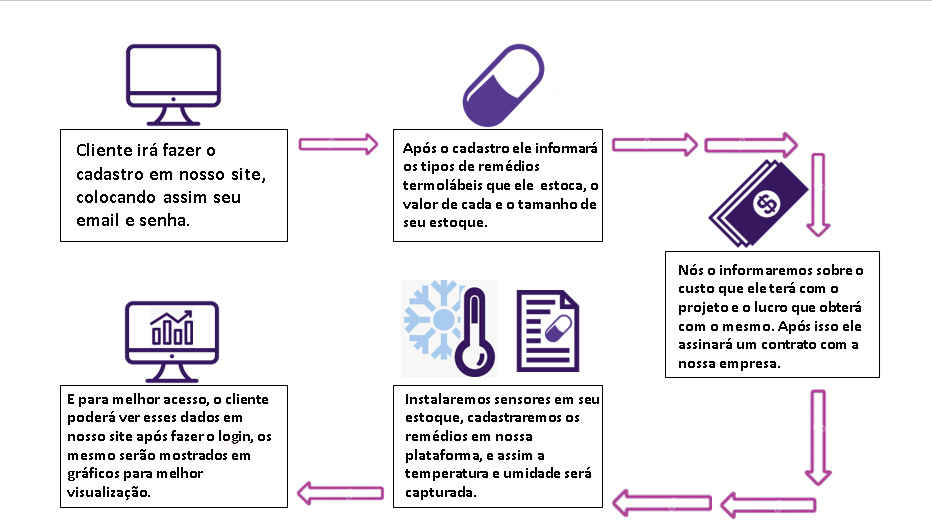 Cliente irá fazer o
cadastro em nosso site,
colocando assim seu
email e senha.
Após o cadastro ele informará
os tipos de remédios
termolábeis que ele estoca, o
valor de cada e o tamanho de
seu estoque.
$
Nós o informaremos sobre o
custo que ele terá com o
projeto e o lucro que obterá
com o mesmo. Após isso ele
assinará um contrato com a
nossa empresa.
Instalaremos sensores em seu
estoque, cadastraremos os
remédios em nossa
plataforma, e assim a
temperatura e umidade será
capturada.
E para melhor acesso, o cliente
poderá ver esses dados em
nosso site após fazer o login, os
mesmo serão mostrados em
gráficos para melhor
visualização.